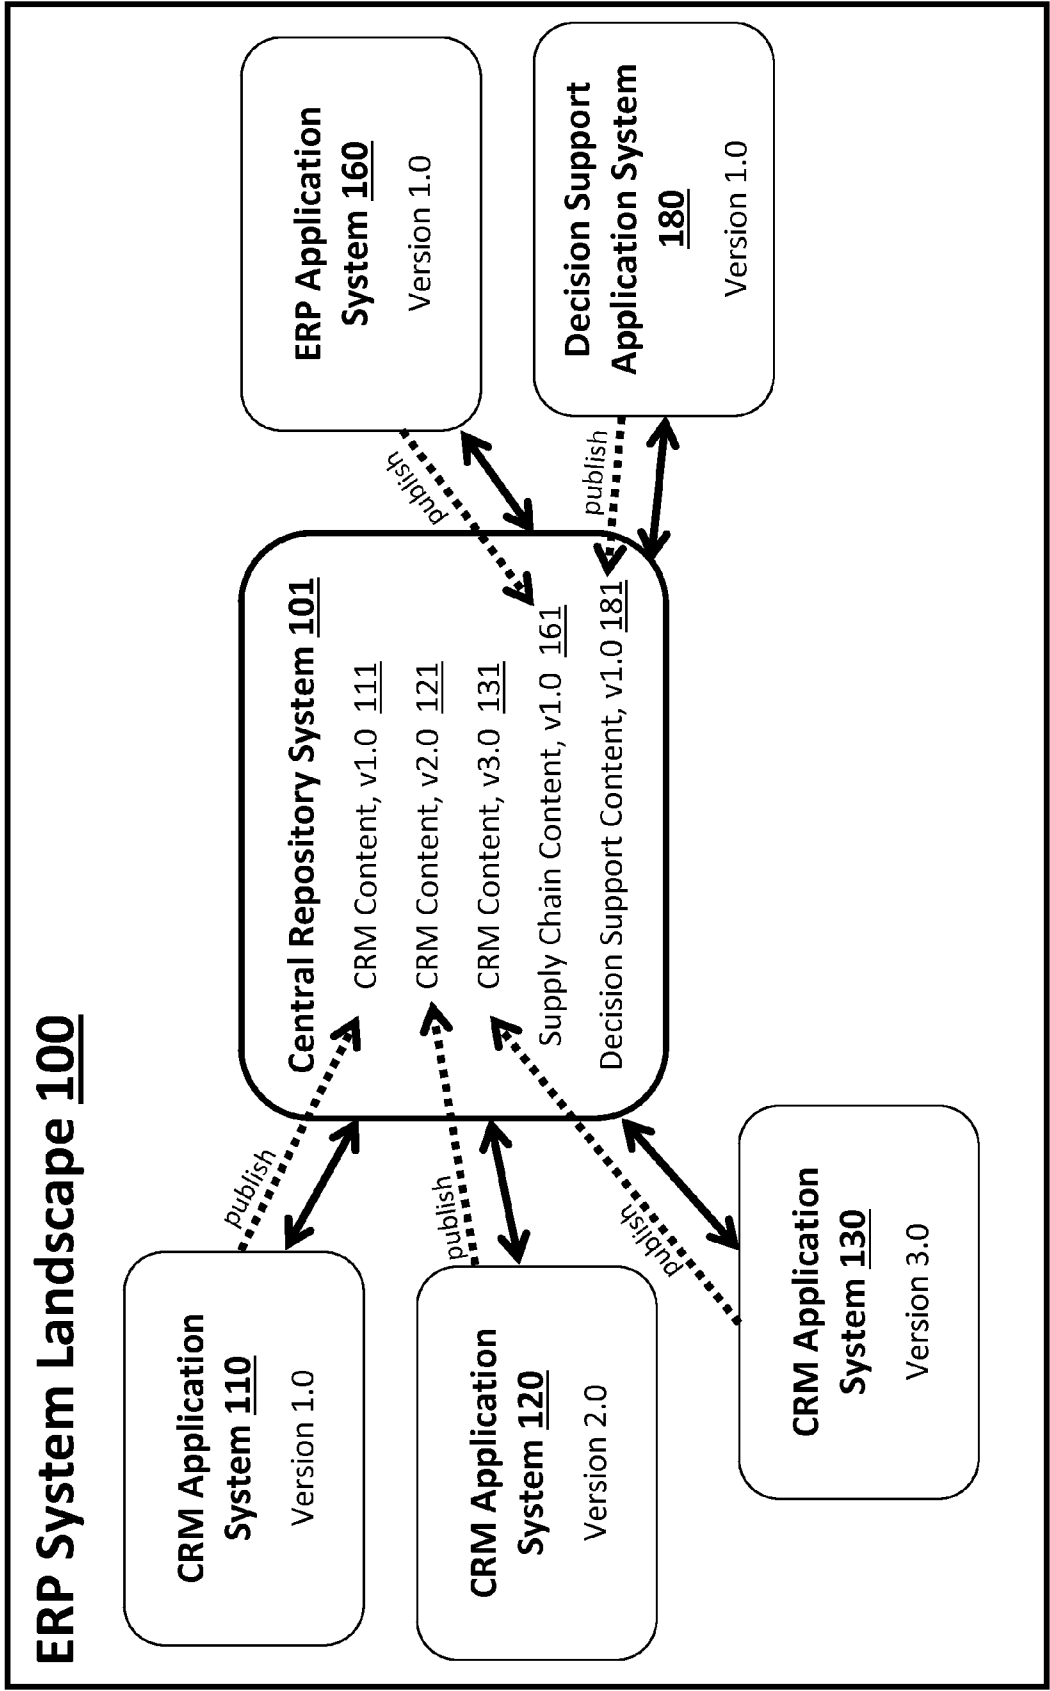 ERP System Landscape 100
CRM Application
System 110
Version 1.0
publish
CRM Application
System 120
Version 2.0
publish
CRM Application
System 130
Version 3.0
publish
Central Repository System 101
CRM Content, v1.0 111
CRM Content, v2.0 121
CRM Content, v3.0 131
Supply Chain Content, v1.0 161
Decision Support Content, v1.0 181
publish
ERP Application
System 160
Version 1.0
publish
Decision Support
Application System
180
Version 1.0